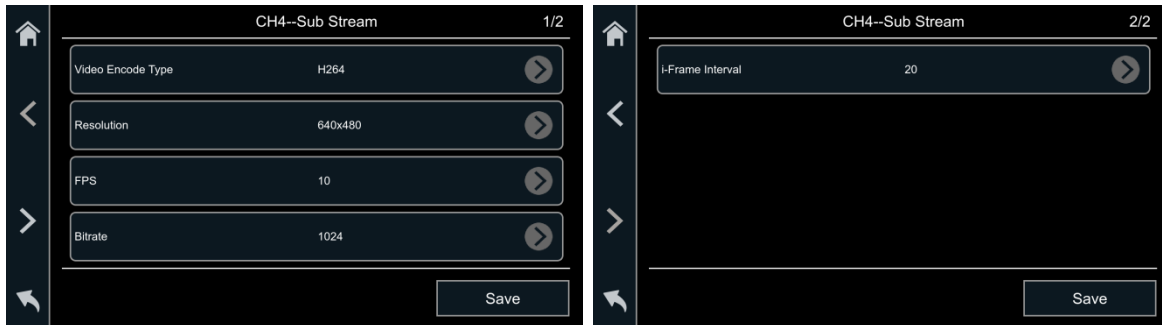 CH4--Sub Stream 1/2
Video Encode Type H264
Resolution 640x480
FPS 10
Bitrate 1024
Save
CH4--Sub Stream 2/2
i-Frame Interval 20
Save